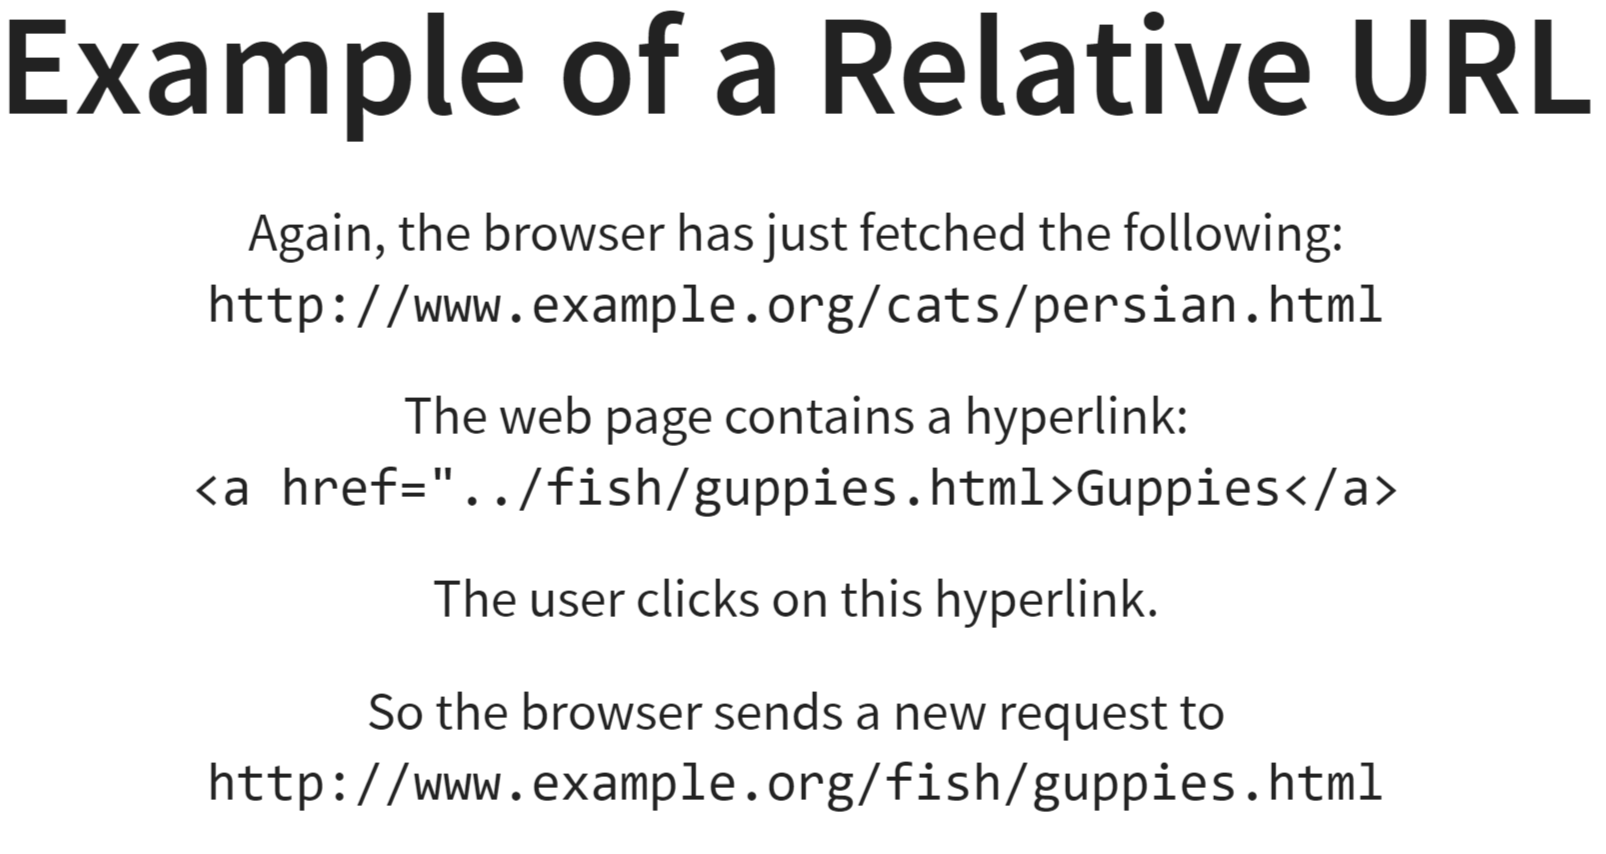 Example of a Relative URL
Again, the browser has just fetched the following:
http://www.example.org/cats/persian.html
The web page contains a hyperlink:
<a href="../fish/guppies.html>Guppies</a>
The user clicks on this hyperlink.
So the browser sends a new request to
http://www.example.org/fish/guppies.html